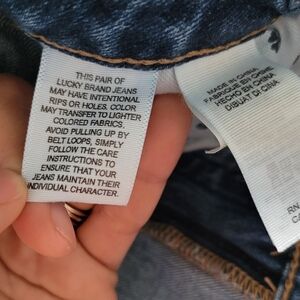 THIS PAIR OF
LUCKY BRAND JEANS
MAY HAVE INTENTIONAL
RIPS OR HOLES. COLOR
MAY TRANSFER TO LIGHTER
COLORED FABRICS.
AVOID PULLING UP BY
BELT LOOPS, SIMPLY
FOLLOW THE CARE
INSTRUCTIONS TO
ENSURE THAT YOUR
JEANS MAINTAIN THEIR
INDIVIDUAL CHARACTER.
MADE IN CHINA
FABRIQUÉ EN CHINE
HECHO EN CHINA
DIBUAT DI CINA
RN